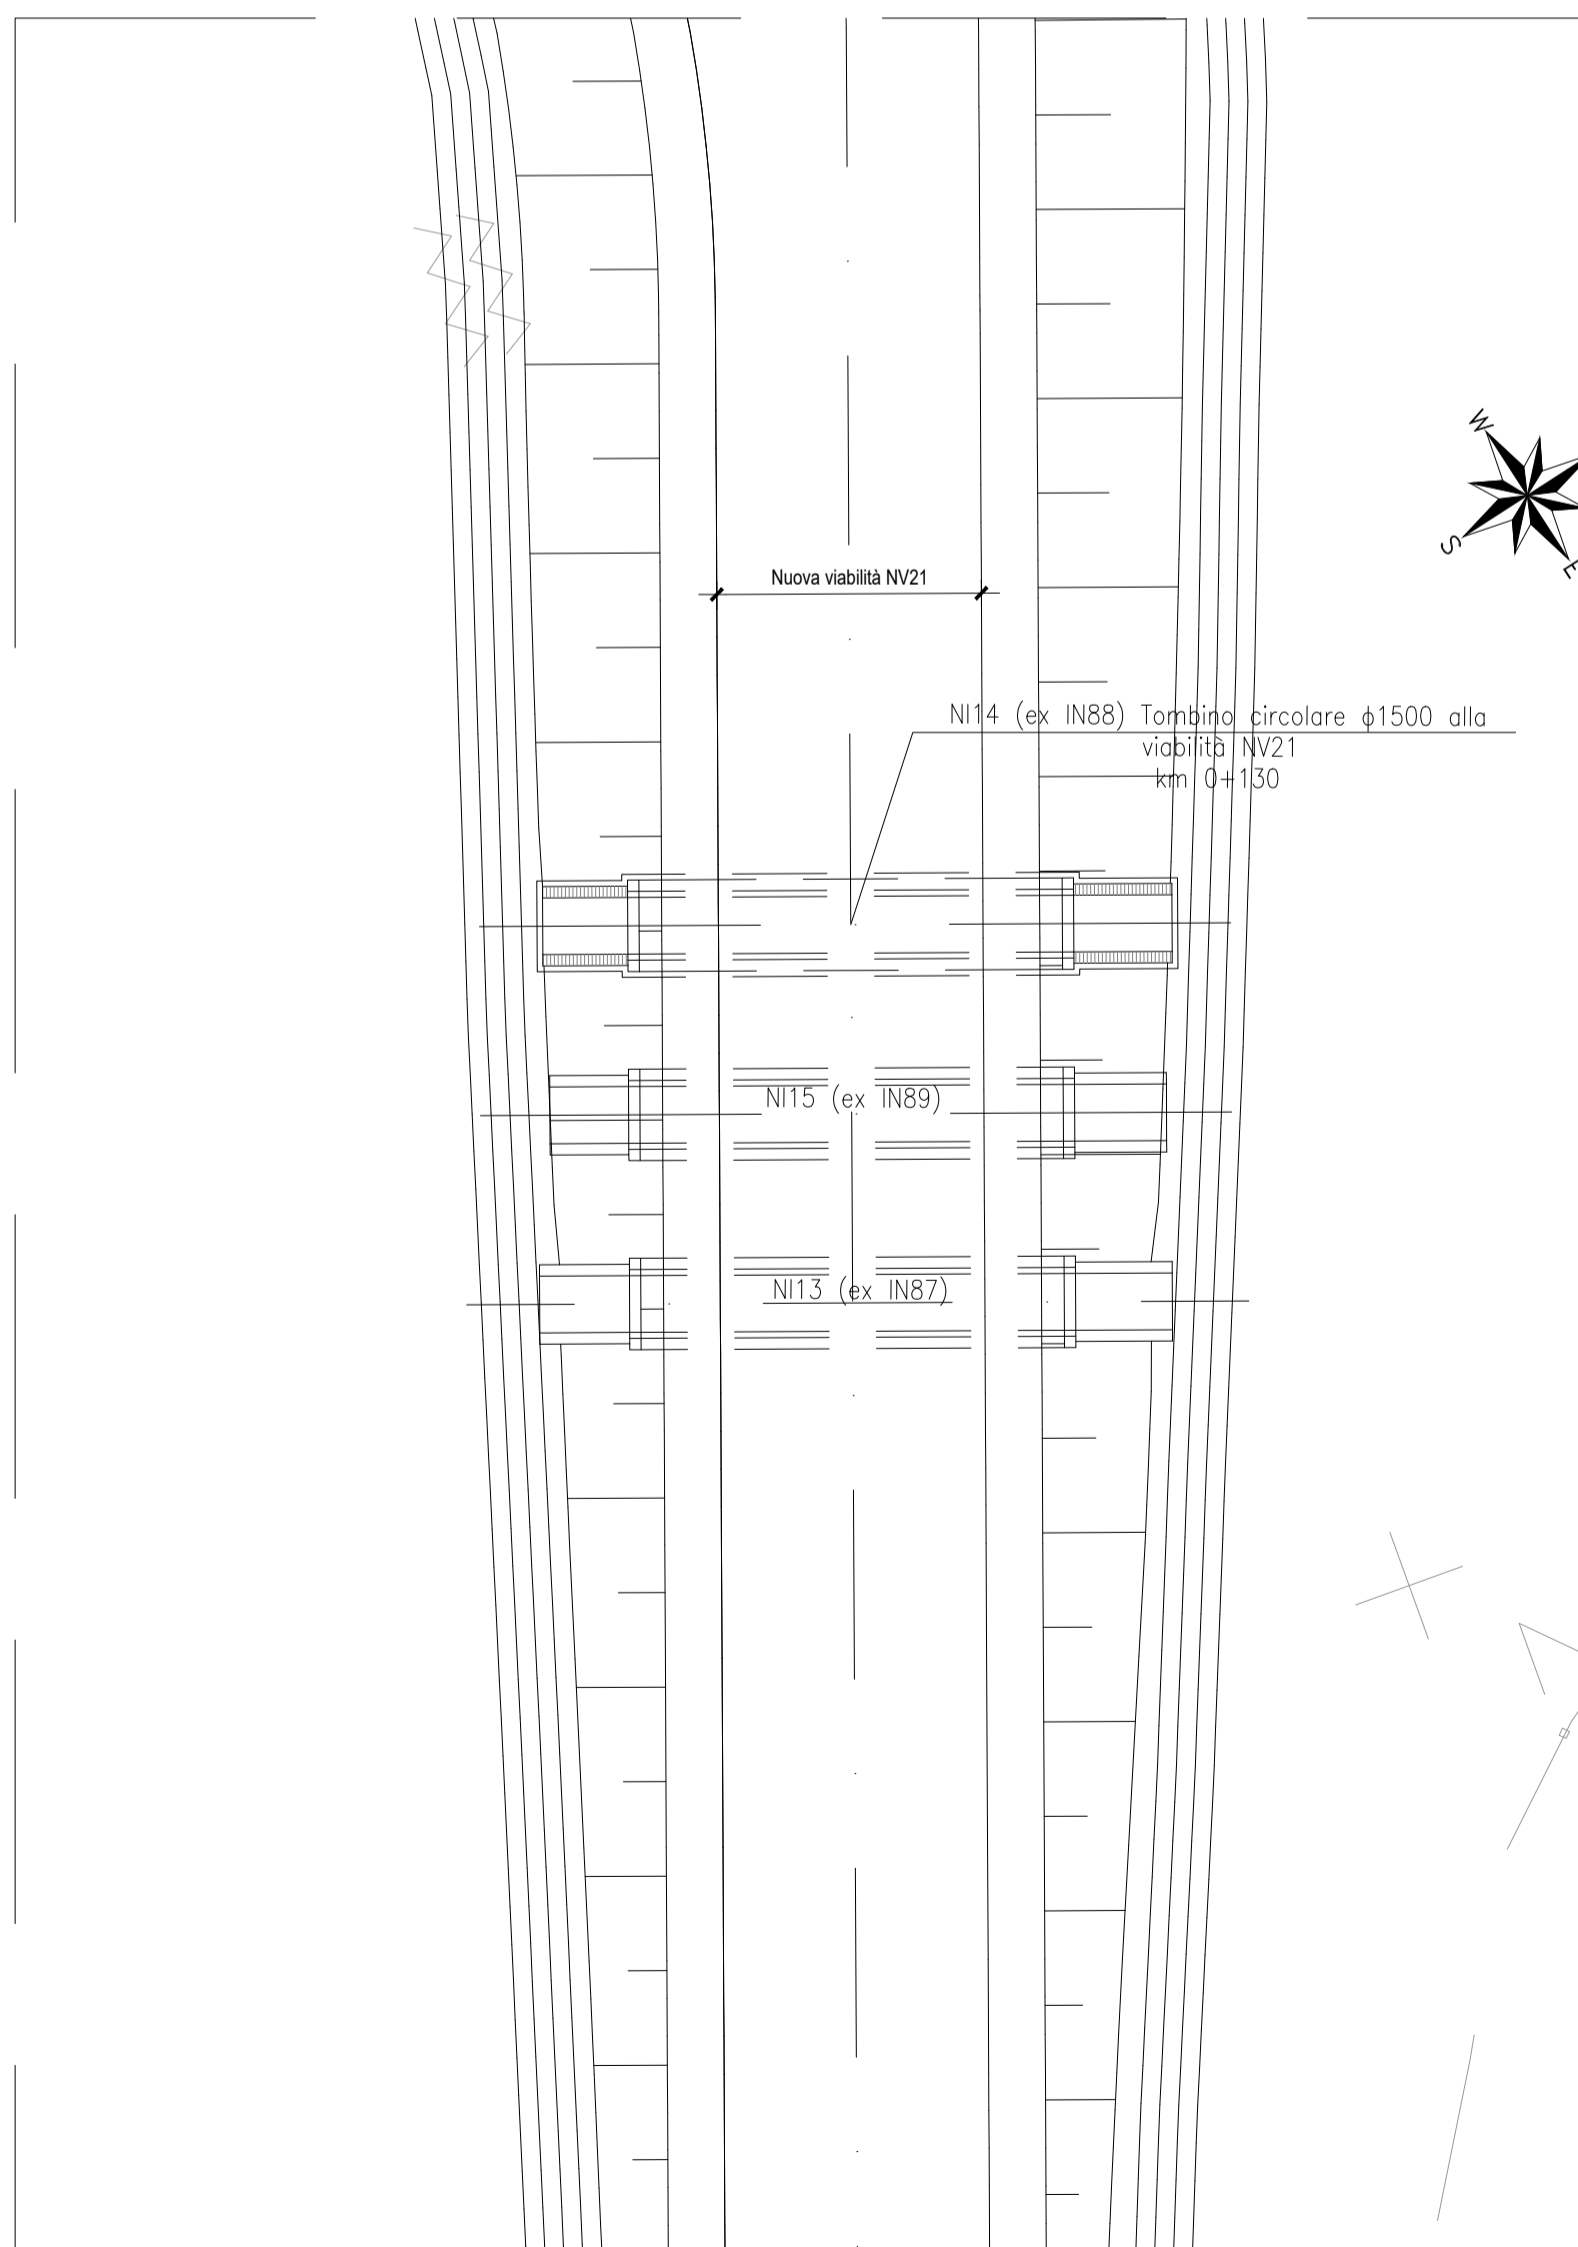 W
S
E
Nuova viabilità NV21
NI14 (ex IN88) Tombino circolare ϕ1500 alla
viabilità NV21
km 0+130
NI15 (ex IN89)
NI13 (ex IN87)